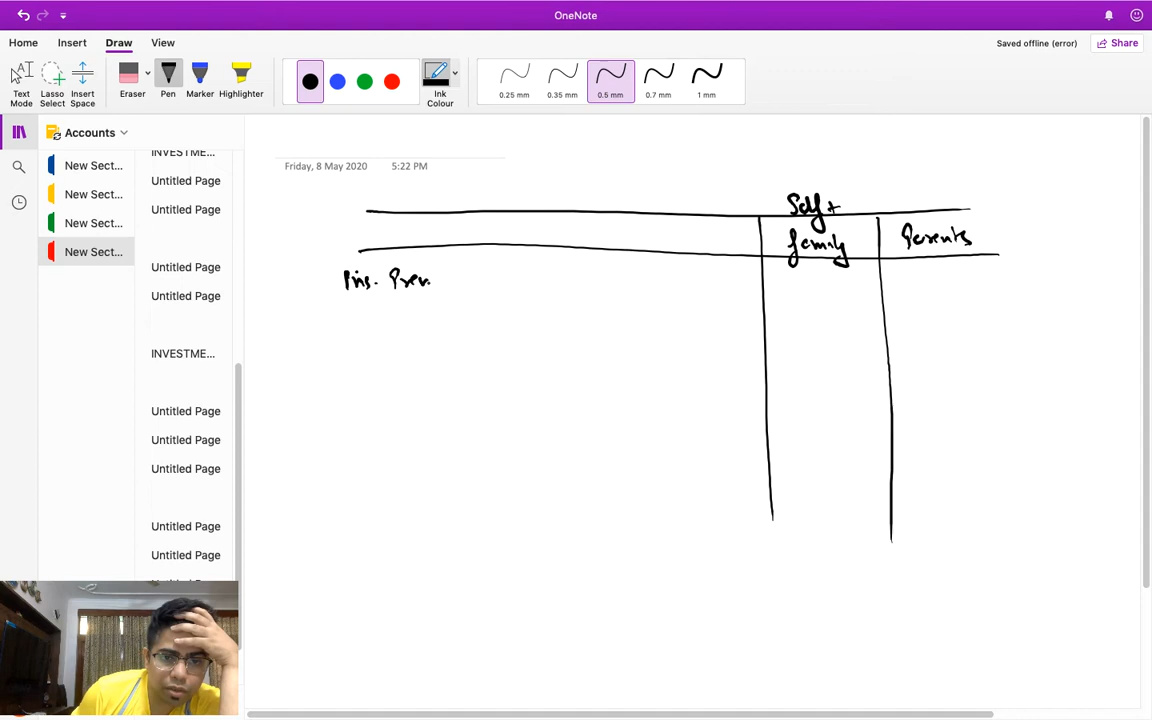 OneNote
Home
Insert
Draw
View
Saved offline (error)
Share
Text Mode
Lasso Select
Insert Space
Eraser
Pen
Marker
Highlighter
Ink Colour
0.25 mm
0.35 mm
0.5 mm
0.7 mm
1 mm
Accounts
New Sect...
New Sect...
New Sect...
New Sect...
INVESTME...
Untitled Page
Untitled Page
Untitled Page
Untitled Page
INVESTME...
Untitled Page
Untitled Page
Untitled Page
Untitled Page
Untitled Page
Friday, 8 May 2020
5:22 PM
Self +
family
Parents